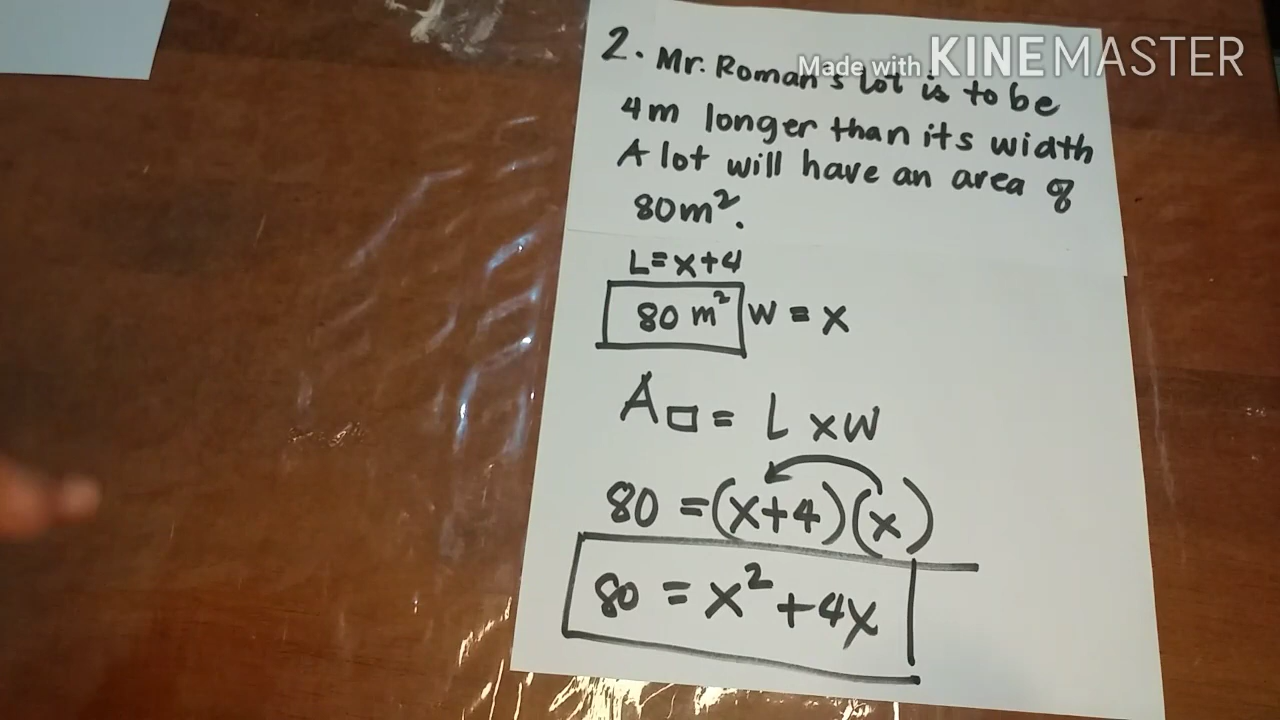 2. Mr. Roman's lot is to be
Made with KINEMASTER
4m longer than its width
A lot will have an area of
80m².
L=x+4
80 m² W = x
A□ = L x W
80 =(x+4)(x)
80 = x²+4x